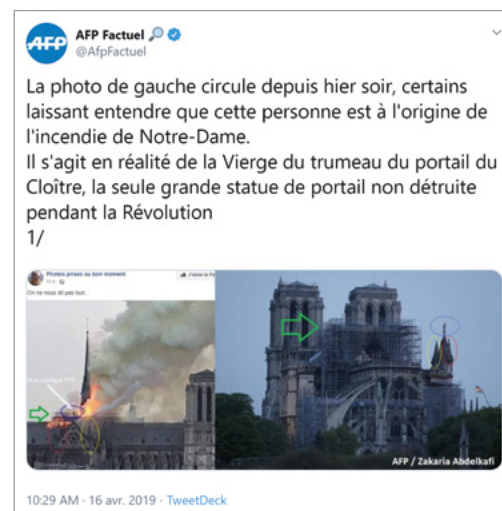 AFP
AFP Factuel
@AfpFactuel
La photo de gauche circule depuis hier soir, certains
laissant entendre que cette personne est à l'origine de
l'incendie de Notre-Dame.
Il s'agit en réalité de la Vierge du trumeau du portail du
Cloître, la seule grande statue de portail non détruite
pendant la Révolution
1/
Photos prises au bon moment
On ne nous dit pas tout...
AFP / Zakaria Abdelkafi
10:29 AM · 16 avr. 2019 · TweetDeck